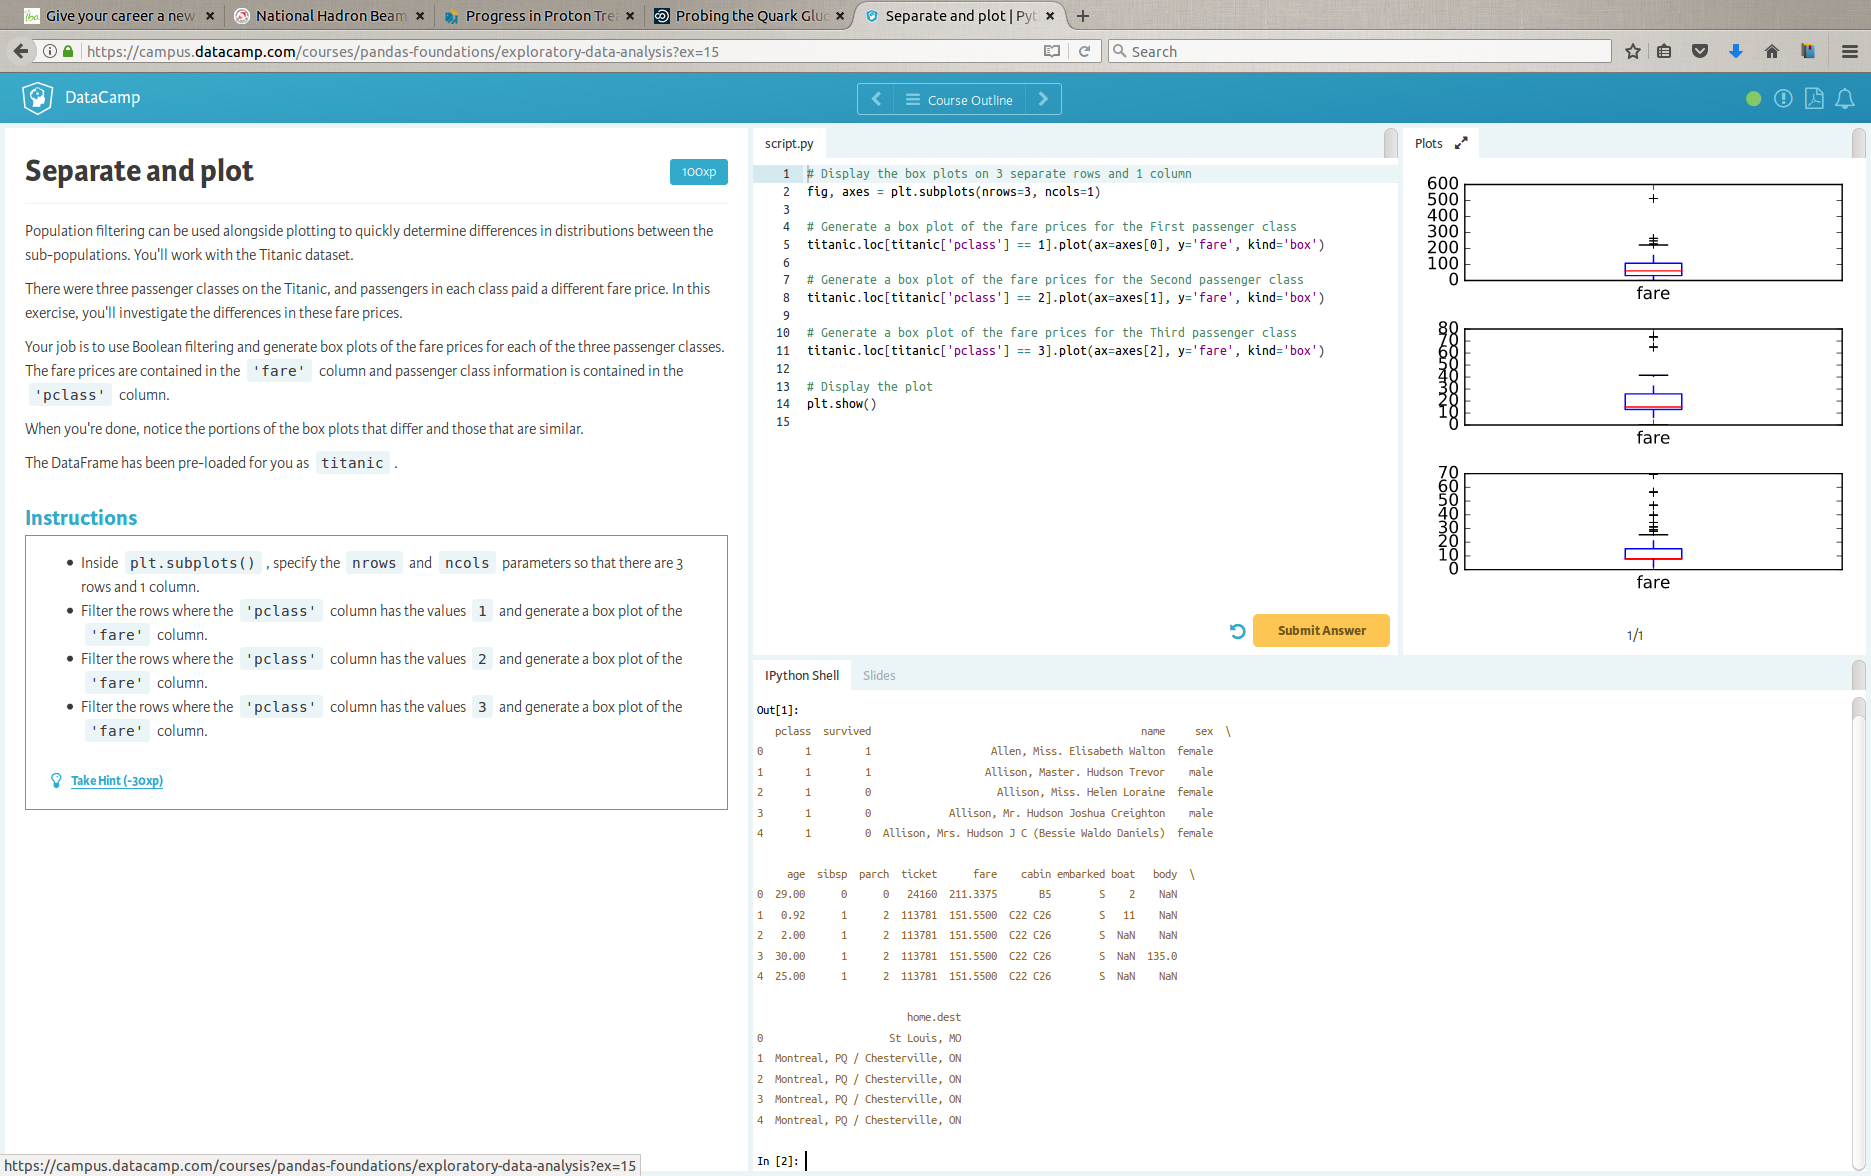 Give your career a new
National Hadron Beam
Progress in Proton Trea
Probing the Quark Gluo
Separate and plot | Pyt
https://campus.datacamp.com/courses/pandas-foundations/exploratory-data-analysis?ex=15
Search
DataCamp
Course Outline
Separate and plot
100xp
Population filtering can be used alongside plotting to quickly determine differences in distributions between the
sub-populations. You'll work with the Titanic dataset.
There were three passenger classes on the Titanic, and passengers in each class paid a different fare price. In this
exercise, you'll investigate the differences in these fare prices.
Your job is to use Boolean filtering and generate box plots of the fare prices for each of the three passenger classes.
The fare prices are contained in the 'fare' column and passenger class information is contained in the
'pclass' column.
When you're done, notice the portions of the box plots that differ and those that are similar.
The DataFrame has been pre-loaded for you as titanic .
Instructions
• Inside plt.subplots() , specify the nrows and ncols parameters so that there are 3
rows and 1 column.
• Filter the rows where the 'pclass' column has the values 1 and generate a box plot of the
'fare' column.
• Filter the rows where the 'pclass' column has the values 2 and generate a box plot of the
'fare' column.
• Filter the rows where the 'pclass' column has the values 3 and generate a box plot of the
'fare' column.
Take Hint (-30xp)
script.py
1 # Display the box plots on 3 separate rows and 1 column
2 fig, axes = plt.subplots(nrows=3, ncols=1)
3
4 # Generate a box plot of the fare prices for the First passenger class
5 titanic.loc[titanic['pclass'] == 1].plot(ax=axes[0], y='fare', kind='box')
6
7 # Generate a box plot of the fare prices for the Second passenger class
8 titanic.loc[titanic['pclass'] == 2].plot(ax=axes[1], y='fare', kind='box')
9
10 # Generate a box plot of the fare prices for the Third passenger class
11 titanic.loc[titanic['pclass'] == 3].plot(ax=axes[2], y='fare', kind='box')
12
13 # Display the plot
14 plt.show()
15
Submit Answer
Plots
600
500
400
300
200
100
0
fare
80
70
60
50
40
30
20
10
0
fare
70
60
50
40
30
20
10
0
fare
1/1
IPython Shell
Slides
Out[1]:
pclass survived name sex \
0 1 1 Allen, Miss. Elisabeth Walton female
1 1 1 Allison, Master. Hudson Trevor male
2 1 0 Allison, Miss. Helen Loraine female
3 1 0 Allison, Mr. Hudson Joshua Creighton male
4 1 0 Allison, Mrs. Hudson J C (Bessie Waldo Daniels) female
age sibsp parch ticket fare cabin embarked boat body \
0 29.00 0 0 24160 211.3375 B5 S 2 NaN
1 0.92 1 2 113781 151.5500 C22 C26 S 11 NaN
2 2.00 1 2 113781 151.5500 C22 C26 S NaN NaN
3 30.00 1 2 113781 151.5500 C22 C26 S NaN 135.0
4 25.00 1 2 113781 151.5500 C22 C26 S NaN NaN
home.dest
0 St Louis, MO
1 Montreal, PQ / Chesterville, ON
2 Montreal, PQ / Chesterville, ON
3 Montreal, PQ / Chesterville, ON
4 Montreal, PQ / Chesterville, ON
In [2]:
https://campus.datacamp.com/courses/pandas-foundations/exploratory-data-analysis?ex=15